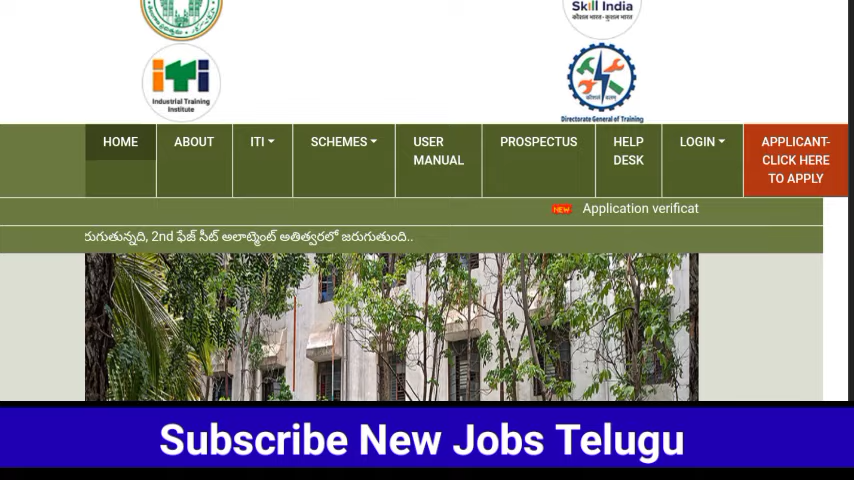 Skill India
कौशल भारत - कुशल भारत
iTi
Industrial Training
Institute
Directorate General of Training
HOME
ABOUT
ITI
SCHEMES
USER
MANUAL
PROSPECTUS
HELP
DESK
LOGIN
APPLICANT-
CLICK HERE
TO APPLY
NEW Application verificat
రుగుతున్నది, 2nd ఫేజ్ సీట్ అలాట్మెంట్ అతిత్వరలో జరుగుతుంది..
Subscribe New Jobs Telugu